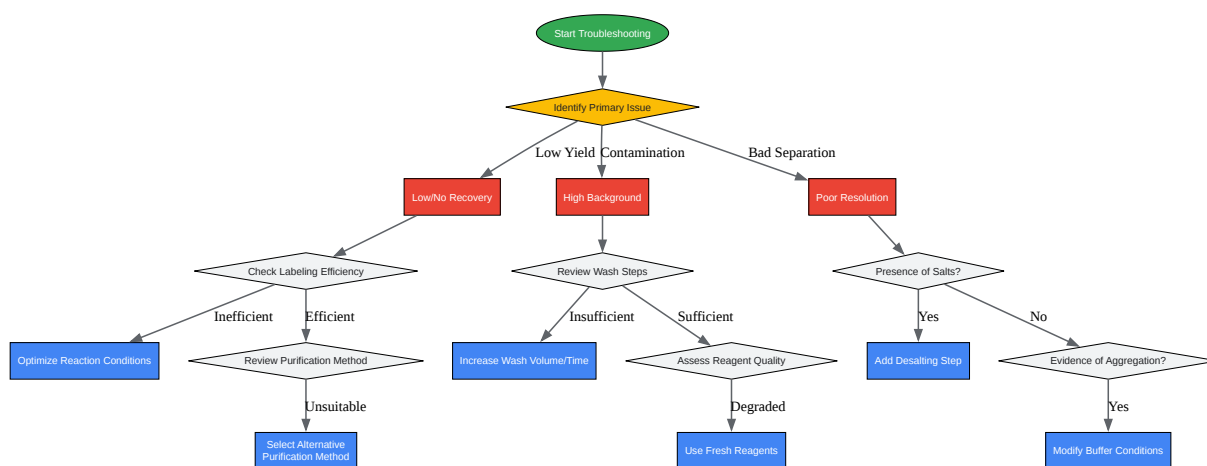 Start Troubleshooting
Identify Primary Issue
Low Yield
Contamination
Bad Separation
Low/No Recovery
High Background
Poor Resolution
Check Labeling Efficiency
Review Wash Steps
Presence of Salts?
Inefficient
Efficient
Insufficient
Sufficient
Yes
No
Optimize Reaction Conditions
Review Purification Method
Increase Wash Volume/Time
Assess Reagent Quality
Add Desalting Step
Evidence of Aggregation?
Unsuitable
Degraded
Yes
Select Alternative
Purification Method
Use Fresh Reagents
Modify Buffer Conditions